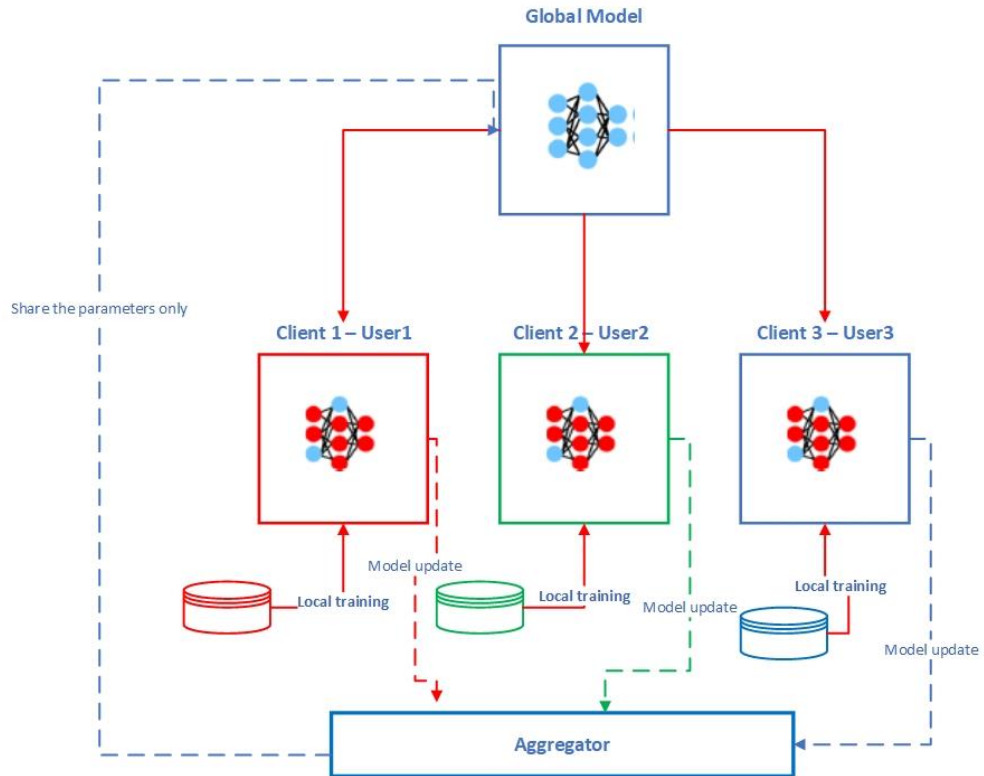 Global Model
Share the parameters only
Client 1 – User1
Client 2 – User2
Client 3 – User3
Model update
Local training
Local training
Local training
Model update
Model update
Aggregator